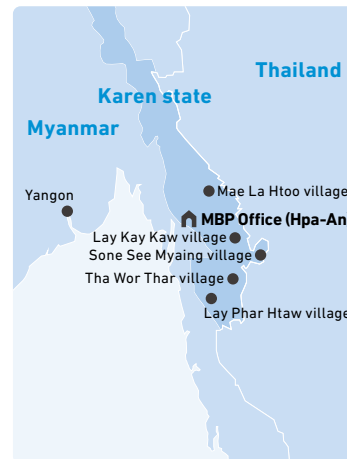 Thailand
Karen state
Myanmar
Yangon
Mae La Htoo village
MBP Office (Hpa-An
Lay Kay Kaw village
Sone See Myaing village
Tha Wor Thar village
Lay Phar Htaw village